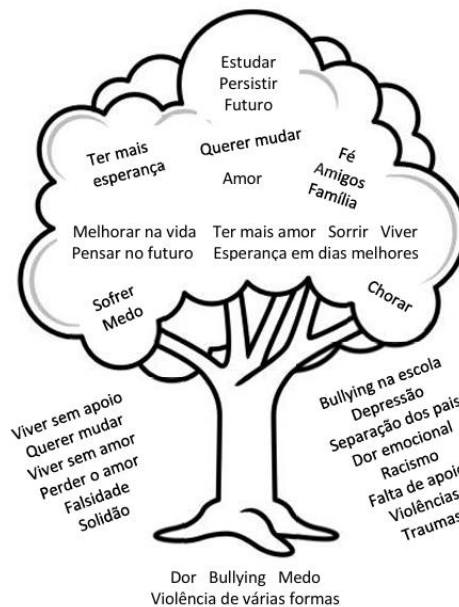 Estudar
Persistir
Futuro
Ter mais
esperança
Querer mudar
Amor
Fé
Amigos
Família
Melhorar na vida
Pensar no futuro
Ter mais amor Sorrir Viver
Esperança em dias melhores
Sofrer
Medo
Chorar
Viver sem apoio
Querer mudar
Viver sem amor
Perder o amor
Falsidade
Solidão
Bullying na escola
Depressão
Separação dos pais
Dor emocional
Racismo
Falta de apoio
Violências
Traumas
Dor Bullying Medo
Violência de várias formas